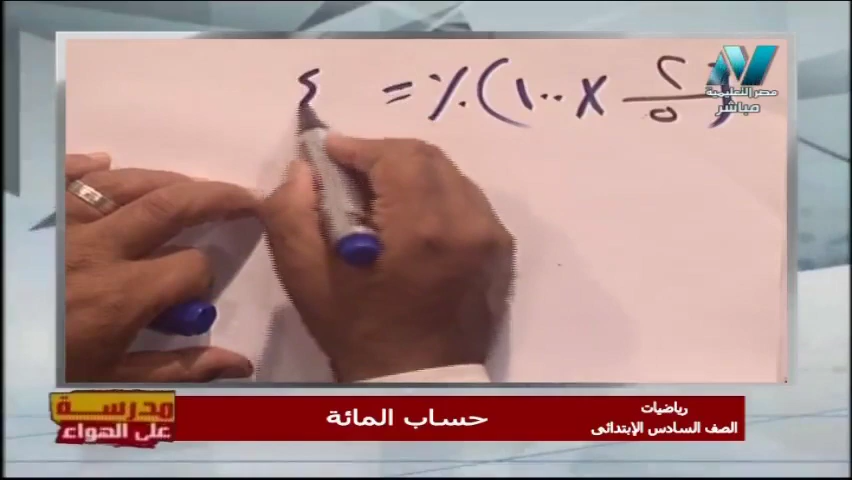 (٢/٥ × ١٠٠)٪ = ٤
مصر التعليمية
مباشر
رياضيات
الصف السادس الإبتدائى
حساب المائة
مدرسة
على الهواء